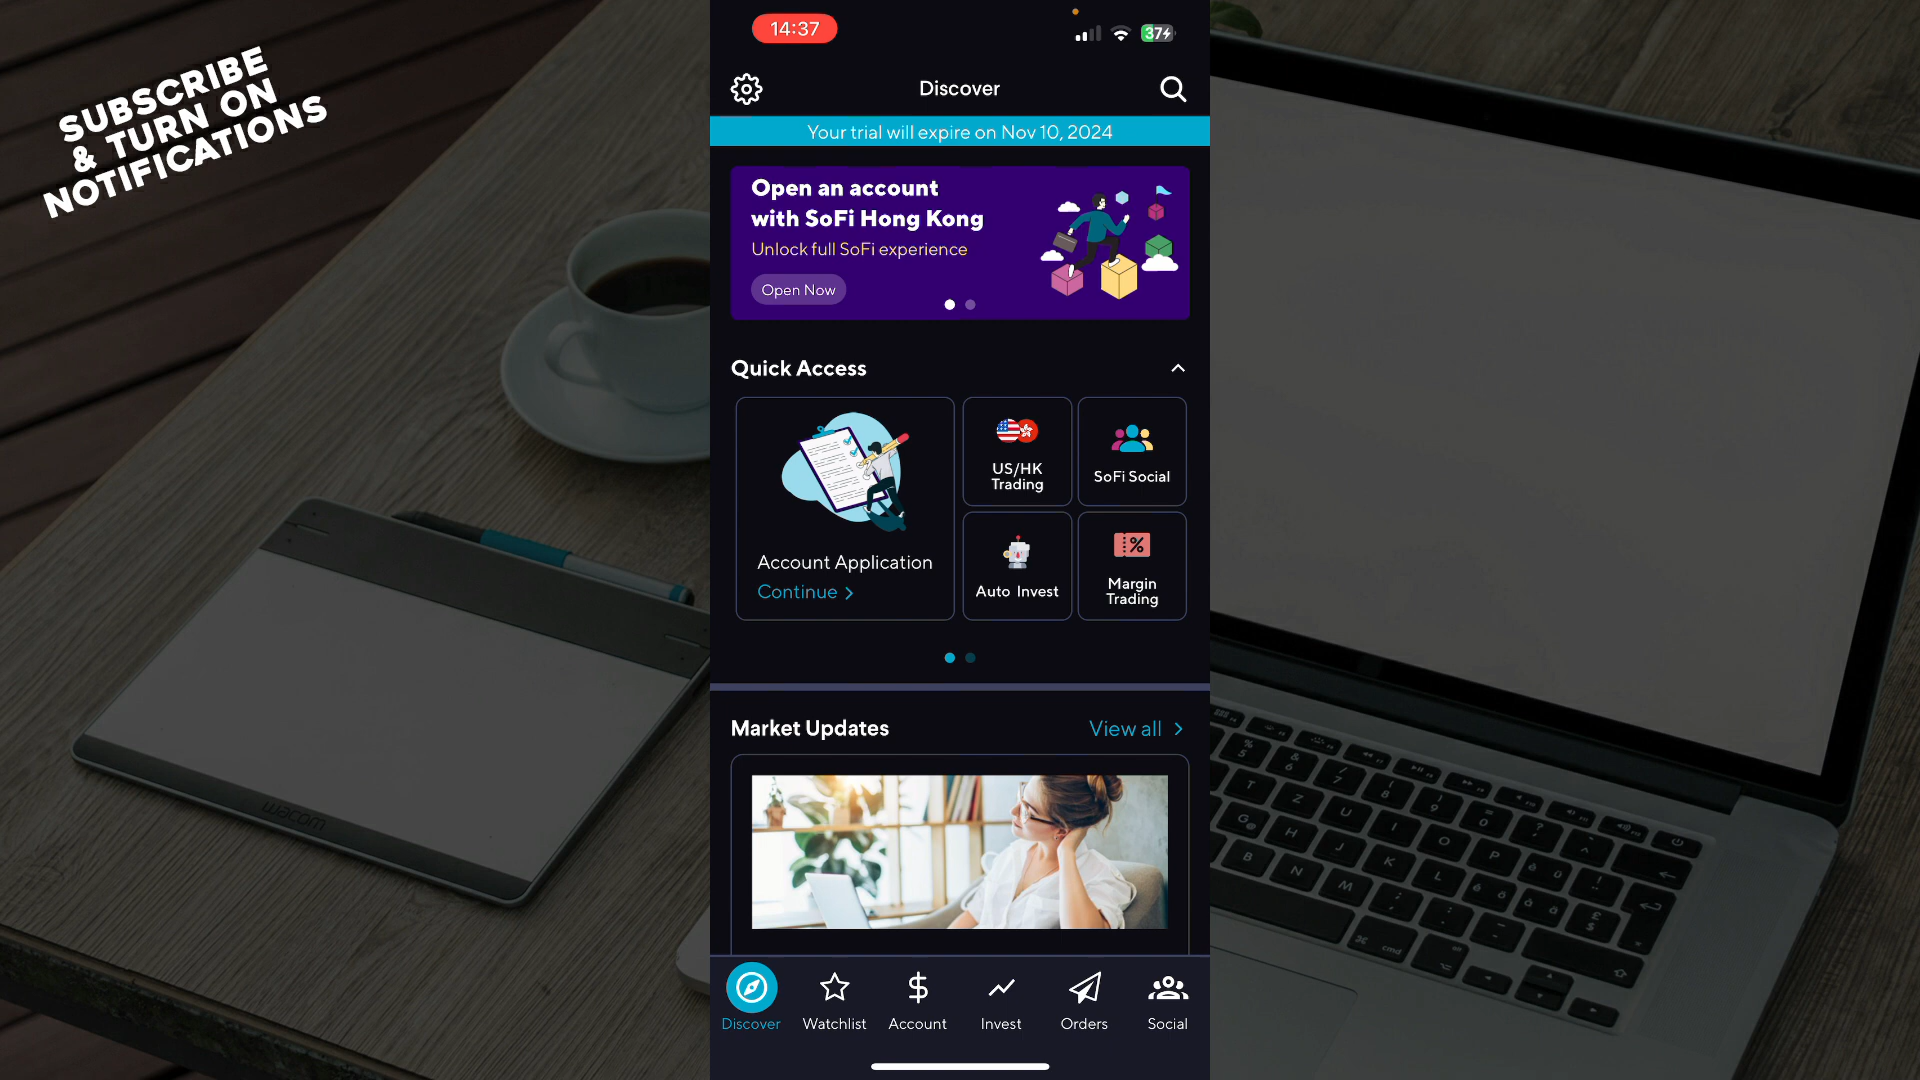 SUBSCRIBE
& TURN ON
NOTIFICATIONS
14:37
37
Discover
Your trial will expire on Nov 10, 2024
Open an account
with SoFi Hong Kong
Unlock full SoFi experience
Open Now
Quick Access
Account Application
Continue
US/HK
Trading
SoFi Social
Auto Invest
%
Margin
Trading
Market Updates
View all
Discover
Watchlist
$
Account
Invest
Orders
Social
wacom